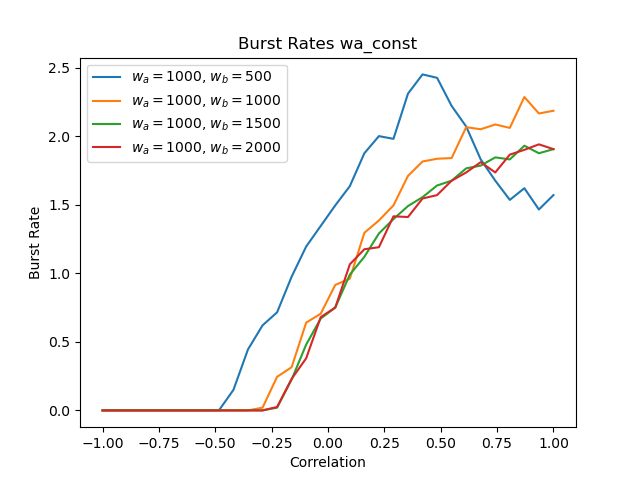 Burst Rates wa_const
w_a = 1000, w_b = 500
w_a = 1000, w_b = 1000
w_a = 1000, w_b = 1500
w_a = 1000, w_b = 2000
Burst Rate
2.5
2.0
1.5
1.0
0.5
0.0
−1.00 −0.75 −0.50 −0.25 0.00 0.25 0.50 0.75 1.00
Correlation